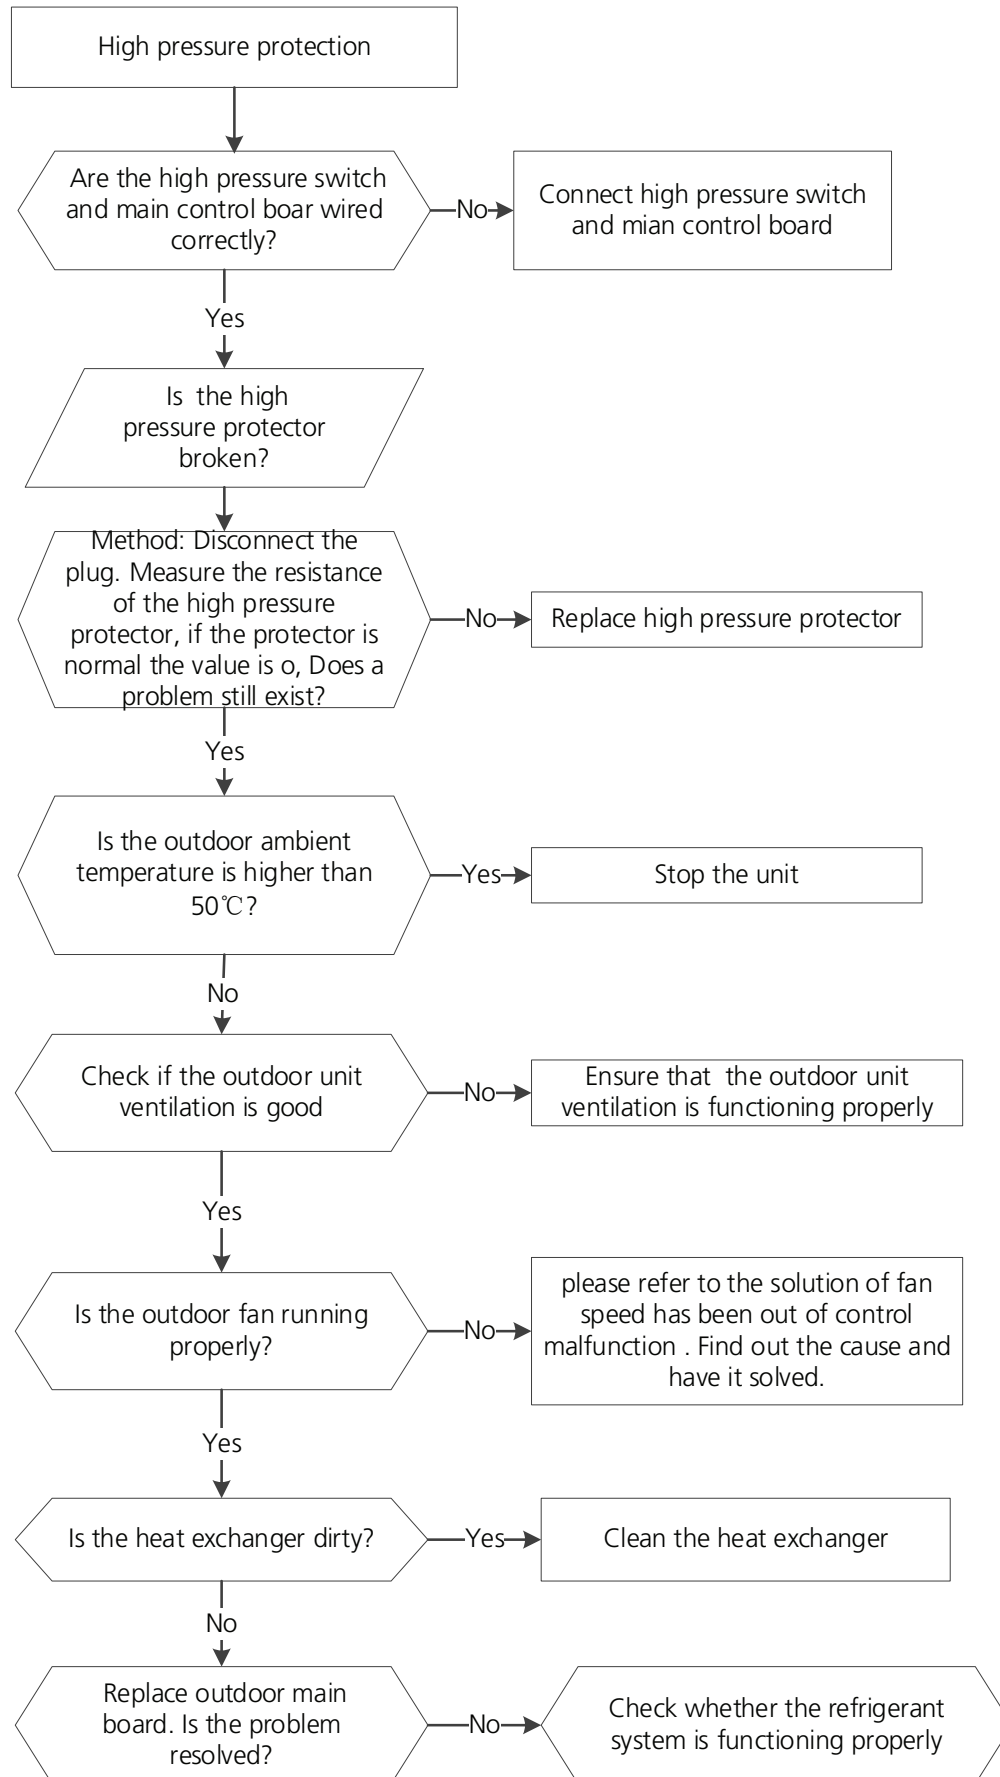 High pressure protection
Are the high pressure switch
and main control boar wired
correctly?
No
Connect high pressure switch
and mian control board
Yes
Is the high
pressure protector
broken?
Method: Disconnect the
plug. Measure the resistance
of the high pressure
protector, if the protector is
normal the value is o, Does a
problem still exist?
No
Replace high pressure protector
Yes
Is the outdoor ambient
temperature is higher than
50℃?
Yes
Stop the unit
No
Check if the outdoor unit
ventilation is good
No
Ensure that the outdoor unit
ventilation is functioning properly
Yes
Is the outdoor fan running
properly?
No
please refer to the solution of fan
speed has been out of control
malfunction . Find out the cause and
have it solved.
Yes
Is the heat exchanger dirty?
Yes
Clean the heat exchanger
No
Replace outdoor main
board. Is the problem
resolved?
No
Check whether the refrigerant
system is functioning properly